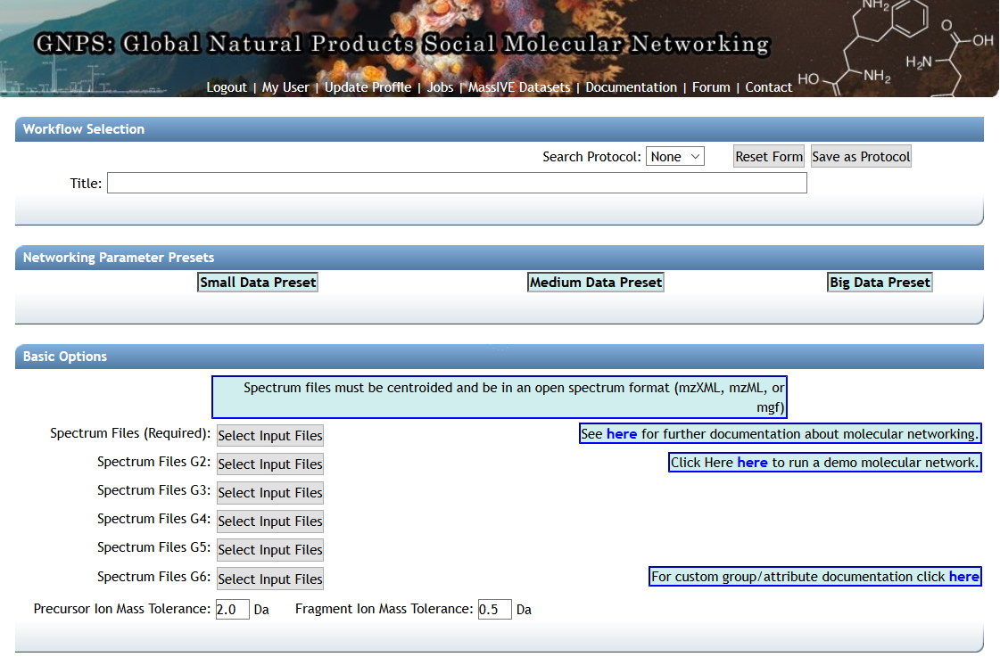 GNPS: Global Natural Products Social Molecular Networking
NH2
O
OH
H2N
HO
NH2
Logout | My User | Update Profile | Jobs | MassIVE Datasets | Documentation | Forum | Contact
Workflow Selection
Search Protocol: None Reset Form Save as Protocol
Title:
Networking Parameter Presets
Small Data Preset Medium Data Preset Big Data Preset
Basic Options
Spectrum files must be centroided and be in an open spectrum format (mzXML, mzML, or
mgf)
Spectrum Files (Required): Select Input Files See here for further documentation about molecular networking.
Spectrum Files G2: Select Input Files Click Here here to run a demo molecular network.
Spectrum Files G3: Select Input Files
Spectrum Files G4: Select Input Files
Spectrum Files G5: Select Input Files
Spectrum Files G6: Select Input Files For custom group/attribute documentation click here
Precursor Ion Mass Tolerance: 2.0 Da Fragment Ion Mass Tolerance: 0.5 Da